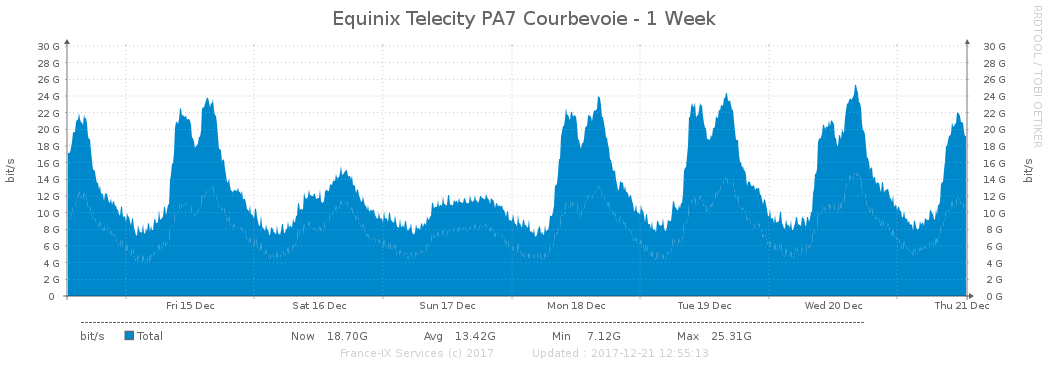 Equinix Telecity PA7 Courbevoie - 1 Week
RRDTOOL / TOBI OETIKER
bit/s
30 G
28 G
26 G
24 G
22 G
20 G
18 G
16 G
14 G
12 G
10 G
8 G
6 G
4 G
2 G
0
30 G
28 G
26 G
24 G
22 G
20 G
18 G
16 G
14 G
12 G
10 G
8 G
6 G
4 G
2 G
0 G
bit/s
Fri 15 Dec Sat 16 Dec Sun 17 Dec Mon 18 Dec Tue 19 Dec Wed 20 Dec Thu 21 Dec
bit/s Total Now 18.70G Avg 13.42G Min 7.12G Max 25.31G
France-IX Services (c) 2017 Updated : 2017-12-21 12:55:13